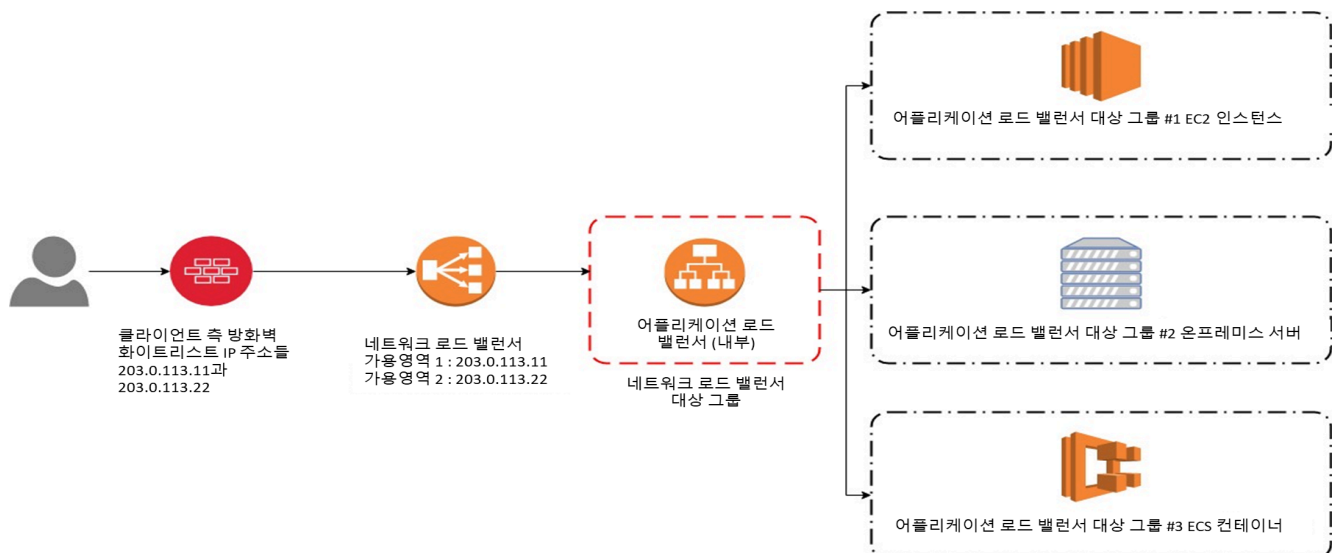 클라이언트 측 방화벽
화이트리스트 IP 주소들
203.0.113.11과
203.0.113.22
네트워크 로드 밸런서
가용영역 1 : 203.0.113.11
가용영역 2 : 203.0.113.22
어플리케이션 로드
밸런서 (내부)
네트워크 로드 밸런서
대상 그룹
어플리케이션 로드 밸런서 대상 그룹 #1 EC2 인스턴스
어플리케이션 로드 밸런서 대상 그룹 #2 온프레미스 서버
어플리케이션 로드 밸런서 대상 그룹 #3 ECS 컨테이너